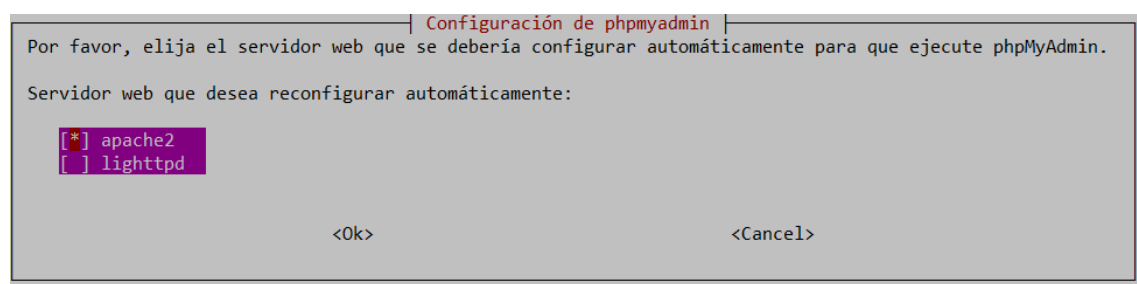 Configuración de phpmyadmin
Por favor, elija el servidor web que se debería configurar automáticamente para que ejecute phpMyAdmin.
Servidor web que desea reconfigurar automáticamente:
[*] apache2
[ ] lighttpd
<Ok> <Cancel>